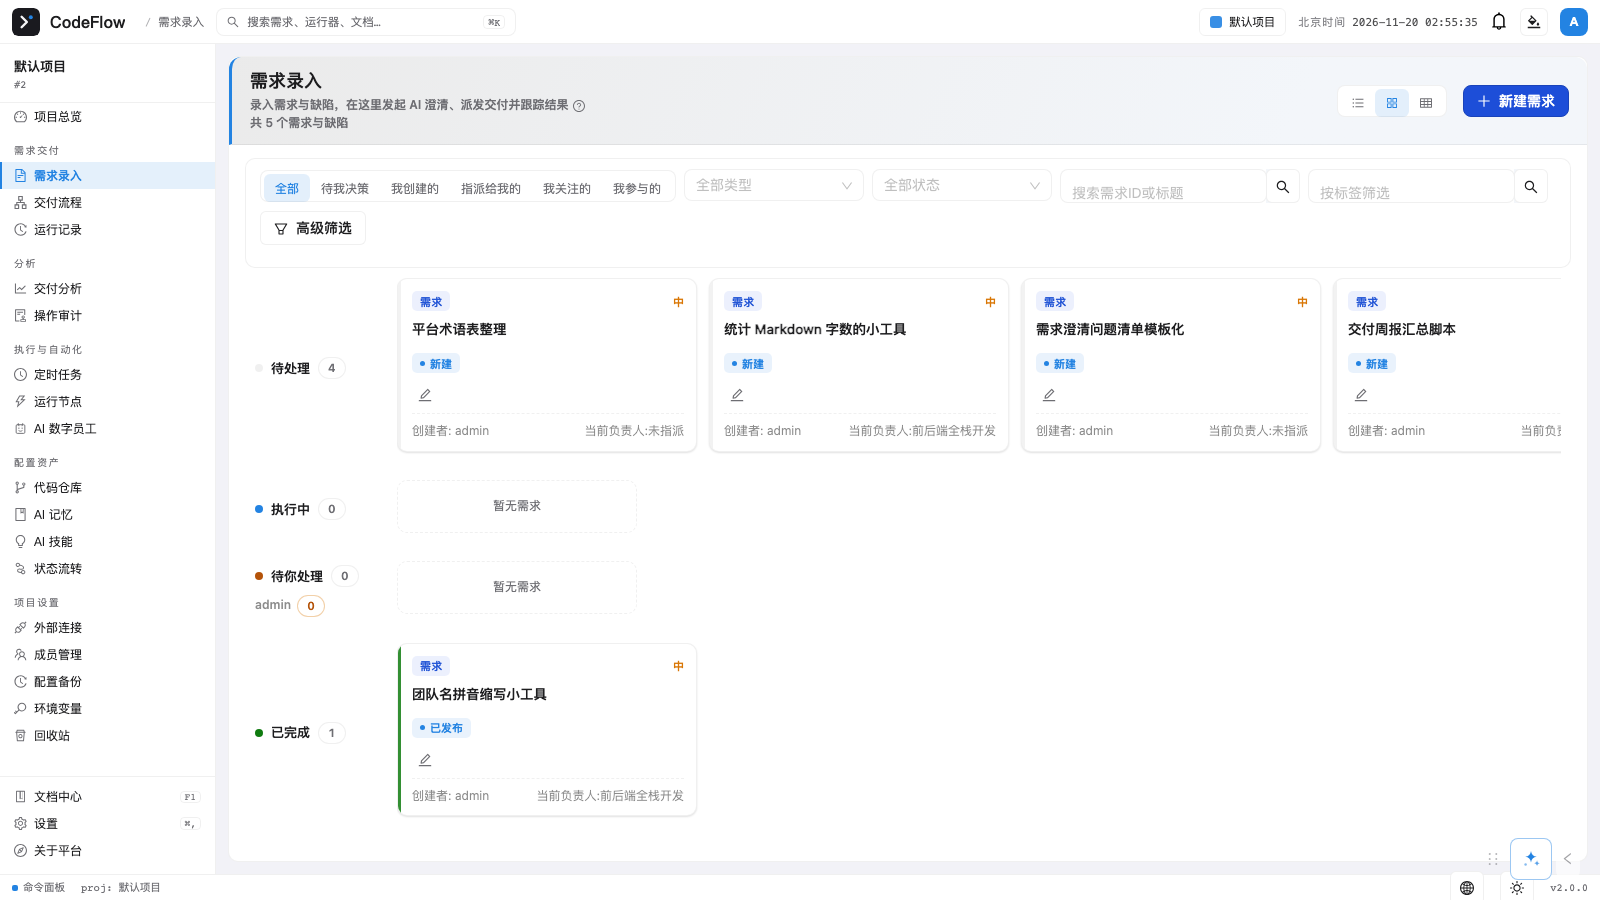 CodeFlow
/ 需求录入
搜索需求、运行器、文档...
⌘K
默认项目
北京时间 2026-11-20 02:55:35
A
默认项目
#2
项目总览
需求交付
需求录入
交付流程
运行记录
分析
交付分析
操作审计
执行与自动化
定时任务
运行节点
AI 数字员工
配置资产
代码仓库
AI 记忆
AI 技能
状态流转
项目设置
外部连接
成员管理
配置备份
环境变量
回收站
文档中心 F1
设置 ⌘,
关于平台
需求录入
录入需求与缺陷，在这里发起 AI 澄清、派发交付并跟踪结果
共 5 个需求与缺陷
新建需求
全部 待我决策 我创建的 指派给我的 我关注的 我参与的
全部类型
全部状态
搜索需求ID或标题
按标签筛选
高级筛选
待处理 4
需求 中
平台术语表整理
新建
创建者: admin 当前负责人:未指派
需求 中
统计 Markdown 字数的小工具
新建
创建者: admin 当前负责人:前后端全栈开发
需求 中
需求澄清问题清单模板化
新建
创建者: admin 当前负责人:未指派
需求
交付周报汇总脚本
新建
创建者: admin 当前负
执行中 0
暂无需求
待你处理 0
admin 0
暂无需求
已完成 1
需求 中
团队名拼音缩写小工具
已发布
创建者: admin 当前负责人:前后端全栈开发
命令面板 proj: 默认项目
v2.0.0